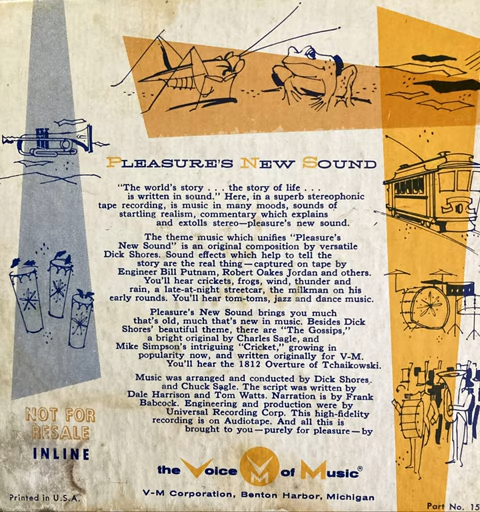 PLEASURE'S NEW SOUND
"The world's story . . . the story of life . . .
is written in sound." Here, in a superb stereophonic
tape recording, is music in many moods, sounds of
startling realism, commentary which explains
and extolls stereo—pleasure's new sound.
The theme music which unifies "Pleasure's
New Sound" is an original composition by versatile
Dick Shores. Sound effects which help to tell the
story are the real thing—captured on tape by
Engineer Bill Putnam, Robert Oakes Jordan and others.
You'll hear crickets, frogs, wind, thunder and
rain, a late-at-night streetcar, the milkman on his
early rounds. You'll hear tom-toms, jazz and dance music.
Pleasure's New Sound brings you much
that's old, much that's new in music. Besides Dick
Shores' beautiful theme, there are "The Gossips,"
a bright original by Charles Sagle, and
Mike Simpson's intriguing "Cricket," growing in
popularity now, and written originally for V-M.
You'll hear the 1812 Overture of Tchaikowski.
Music was arranged and conducted by Dick Shores
and Chuck Sagle. The script was written by
Dale Harrison and Tom Watts. Narration is by Frank
Babcock. Engineering and production were by
Universal Recording Corp. This high-fidelity
recording is on Audiotape. And all this is
brought to you—purely for pleasure—by
NOT FOR
RESALE
INLINE
the Voice VM of Music®
V-M Corporation, Benton Harbor, Michigan
Printed in U.S.A.
Part No. 15